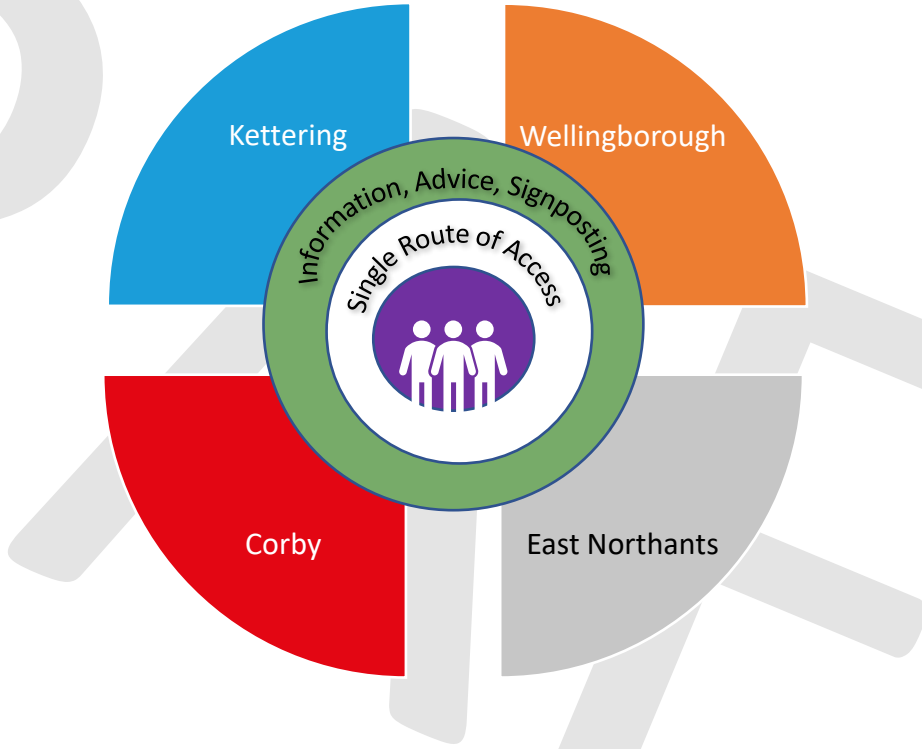 Kettering
Wellingborough
Information, Advice, Signposting
Single Route of Access
Corby
East Northants